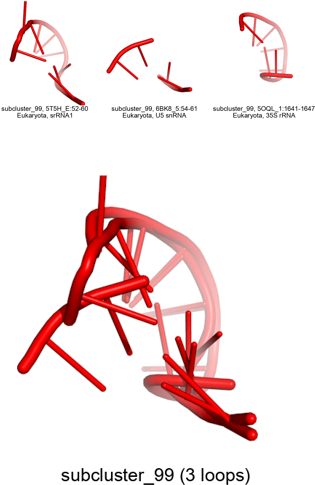 subcluster_99, 5T5H_E:52-60
Eukaryota, srRNA1
subcluster_99, 6BK8_5:54-61
Eukaryota, U5 snRNA
subcluster_99, 5OQL_1:1641-1647
Eukaryota, 35S rRNA
subcluster_99 (3 loops)